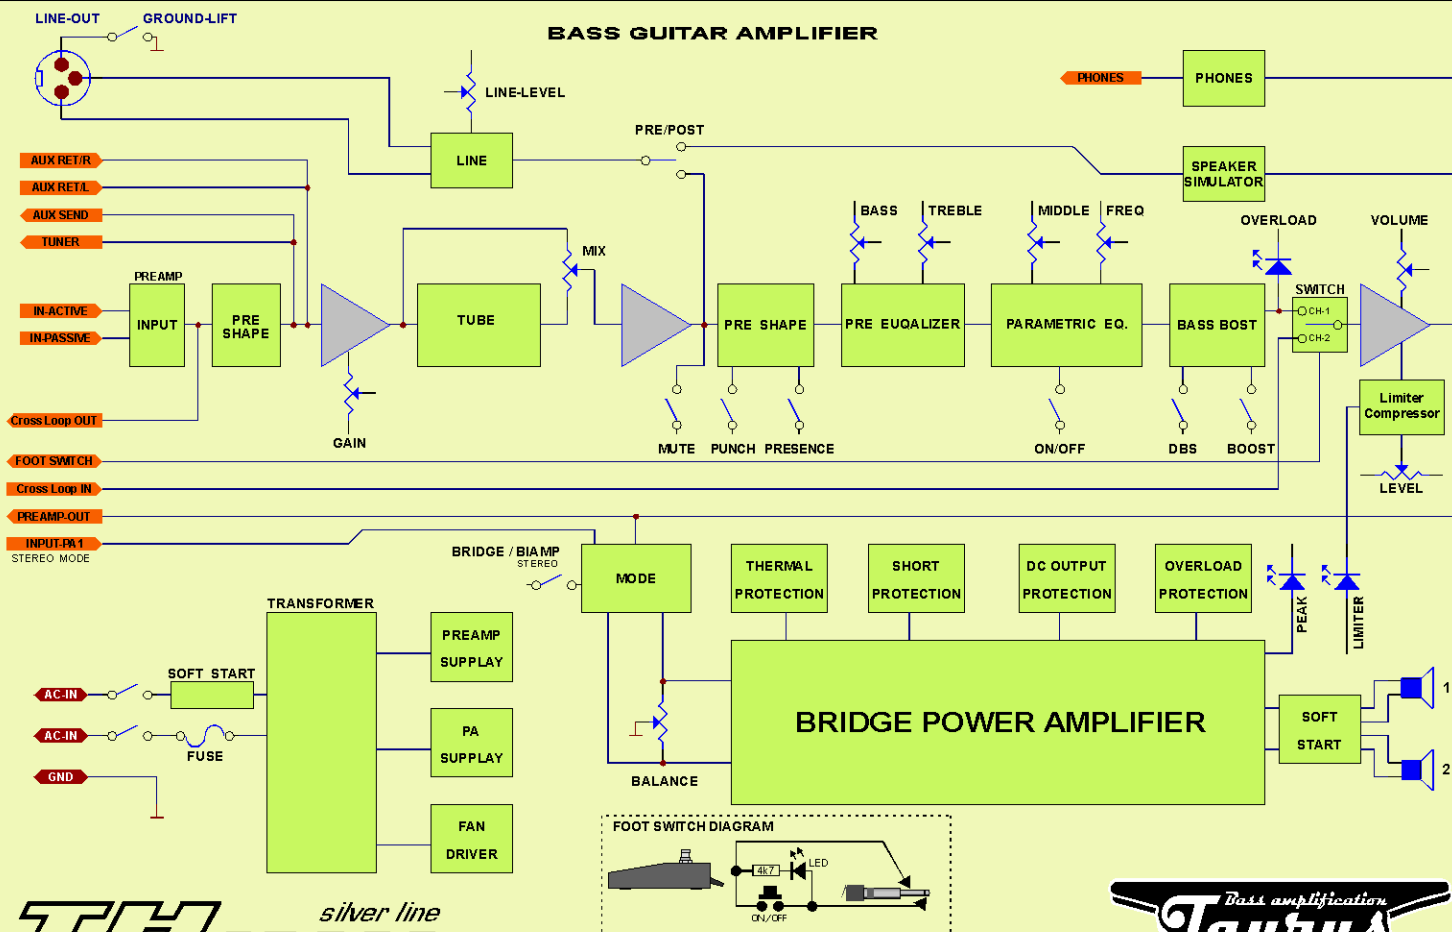 LINE-OUT
GROUND-LIFT
BASS GUITAR AMPLIFIER
PHONES
PHONES
LINE-LEVEL
PRE/POST
LINE
AUX RET/R
AUX RET/L
AUX SEND
TUNER
SPEAKER
SIMULATOR
BASS
TREBLE
MIDDLE
FREQ
OVERLOAD
VOLUME
MIX
PREAMP
SWITCH
IN-ACTIVE
IN-PASSIVE
INPUT
PRE
SHAPE
TUBE
PRE SHAPE
PRE EUQALIZER
PARAMETRIC EQ.
BASS BOST
CH-1
CH-2
Limiter
Compressor
Cross Loop OUT
GAIN
MUTE
PUNCH
PRESENCE
ON/OFF
DBS
BOOST
FOOT SWITCH
Cross Loop IN
LEVEL
PREAMP-OUT
INPUT-PA1
STEREO MODE
BRIDGE / BIAMP
STEREO
MODE
THERMAL
PROTECTION
SHORT
PROTECTION
DC OUTPUT
PROTECTION
OVERLOAD
PROTECTION
PEAK
LIMITER
TRANSFORMER
PREAMP
SUPPLAY
SOFT START
AC-IN
AC-IN
FUSE
GND
PA
SUPPLAY
FAN
DRIVER
BALANCE
BRIDGE POWER AMPLIFIER
SOFT
START
1
2
FOOT SWITCH DIAGRAM
LED
4k7
ON/OFF
TH
silver line
Bass amplification
Taurus